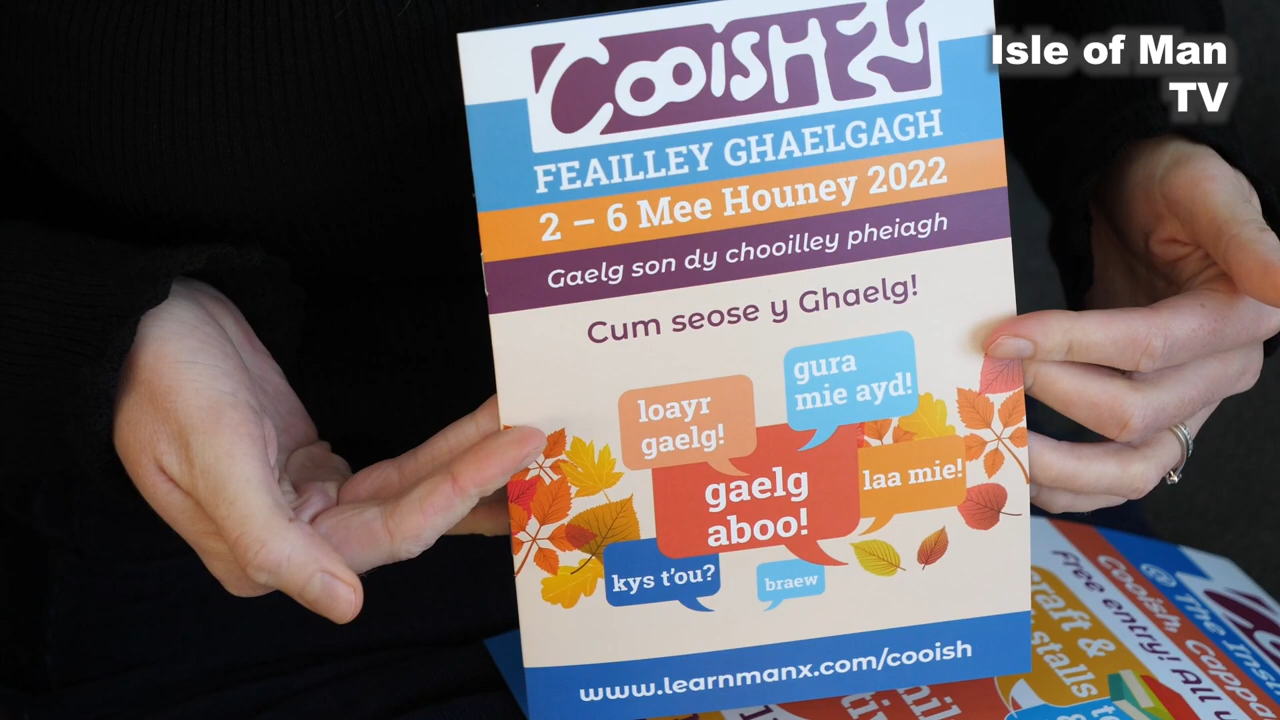 Isle of Man
TV
COOISH
FEAILLEY GHAELGAGH
2 – 6 Mee Houney 2022
Gaelg son dy chooilley pheiagh
Cum seose y Ghaelg!
gura
mie ayd!
loayr
gaelg!
gaelg
aboo!
laa mie!
kys t'ou?
braew
www.learnmanx.com/cooish
@ The
Cooish
Free entry! All
stalls